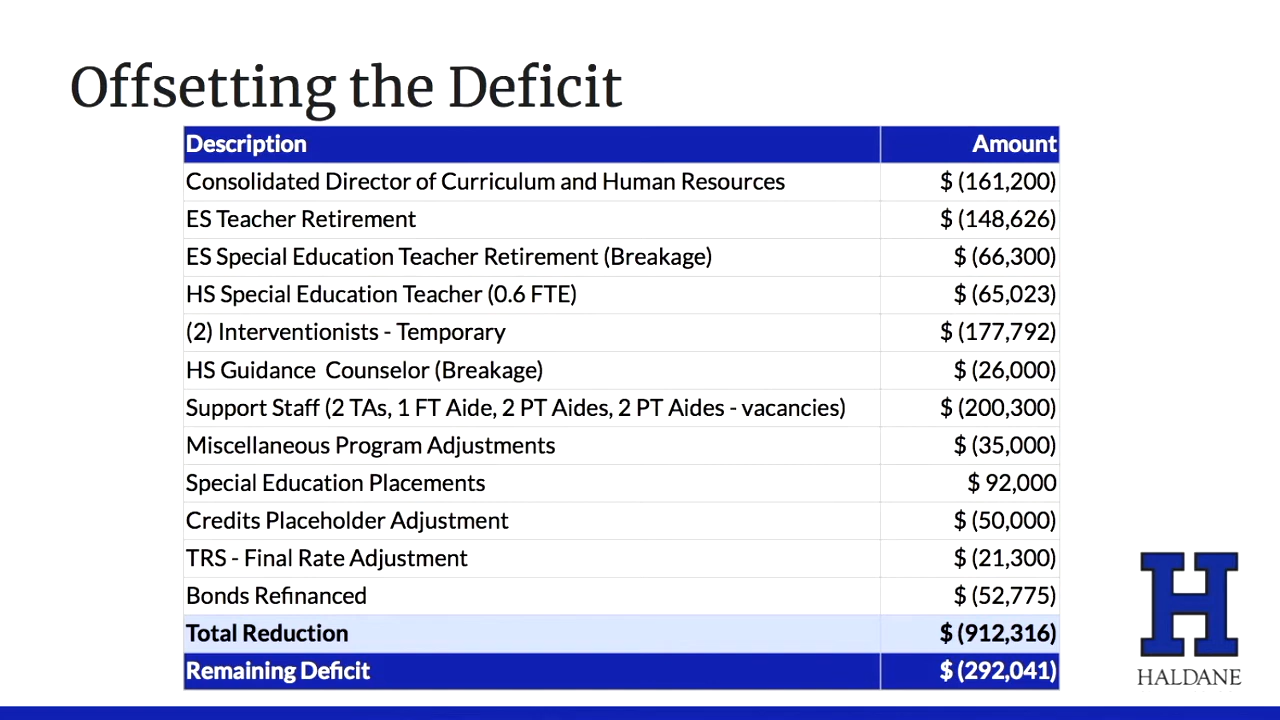 Offsetting the Deficit
Description Amount
Consolidated Director of Curriculum and Human Resources $ (161,200)
ES Teacher Retirement $ (148,626)
ES Special Education Teacher Retirement (Breakage) $ (66,300)
HS Special Education Teacher (0.6 FTE) $ (65,023)
(2) Interventionists - Temporary $ (177,792)
HS Guidance Counselor (Breakage) $ (26,000)
Support Staff (2 TAs, 1 FT Aide, 2 PT Aides, 2 PT Aides - vacancies) $ (200,300)
Miscellaneous Program Adjustments $ (35,000)
Special Education Placements $ 92,000
Credits Placeholder Adjustment $ (50,000)
TRS - Final Rate Adjustment $ (21,300)
Bonds Refinanced $ (52,775)
Total Reduction $ (912,316)
Remaining Deficit $ (292,041)
H
HALDANE